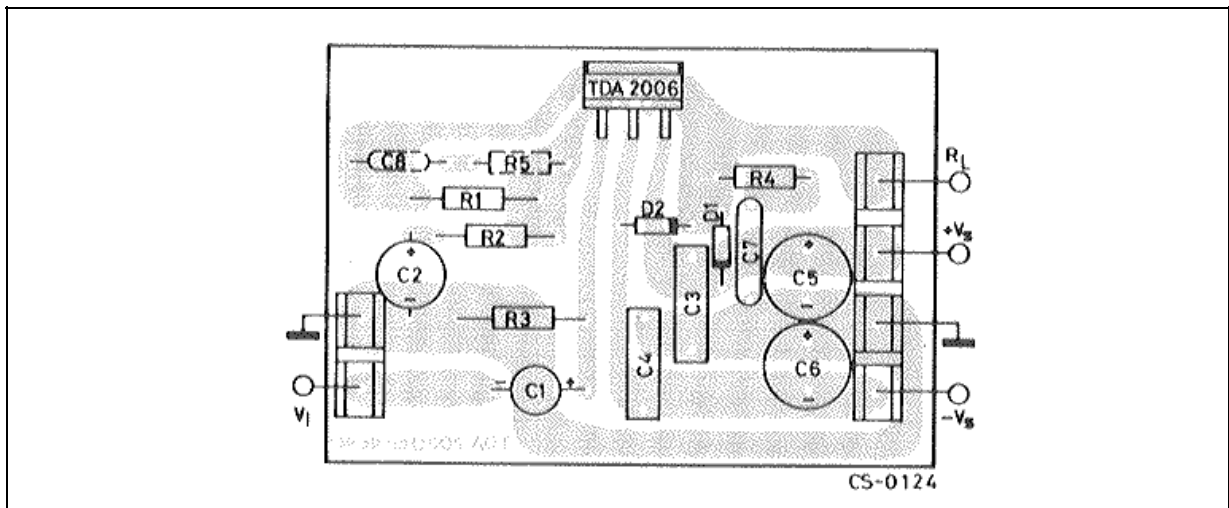 TDA 2006
C8
R5
R1
R2
C2
R3
C1
D2
D1
R4
C7
C3
C4
C5
C6
+
-
+
-
+
-
-
RL
+Vs
-Vs
VI
CS-0124